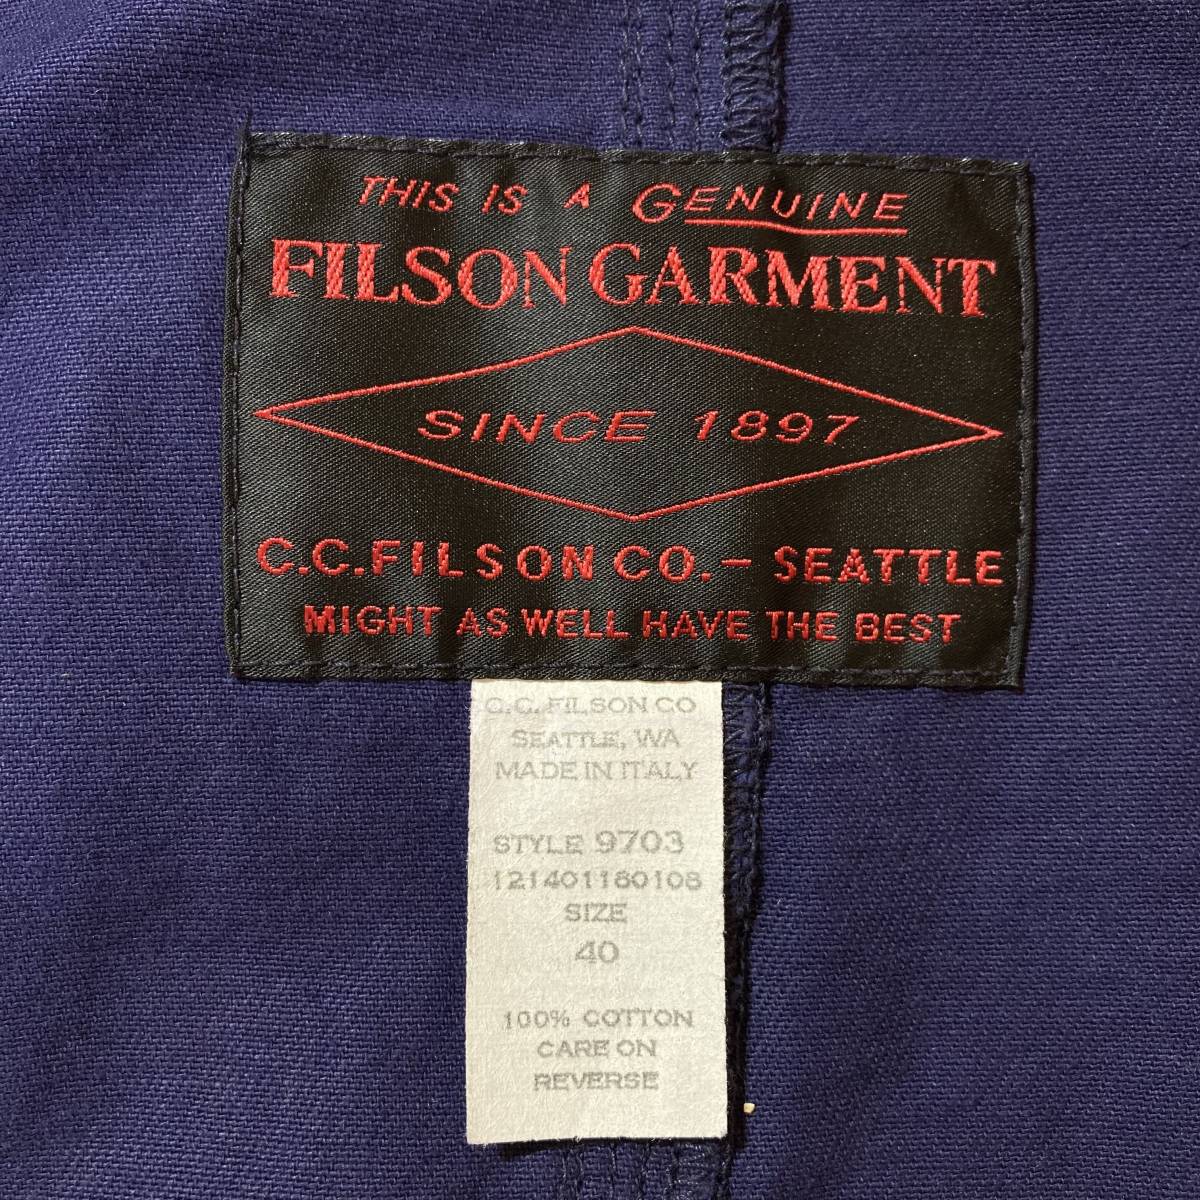 THIS IS A GENUINE
FILSON GARMENT
SINCE 1897
C.C.FILSON CO. - SEATTLE
MIGHT AS WELL HAVE THE BEST
C.C. FILSON CO
SEATTLE, WA
MADE IN ITALY
STYLE 9703
121401180108
SIZE
40
100% COTTON
CARE ON
REVERSE